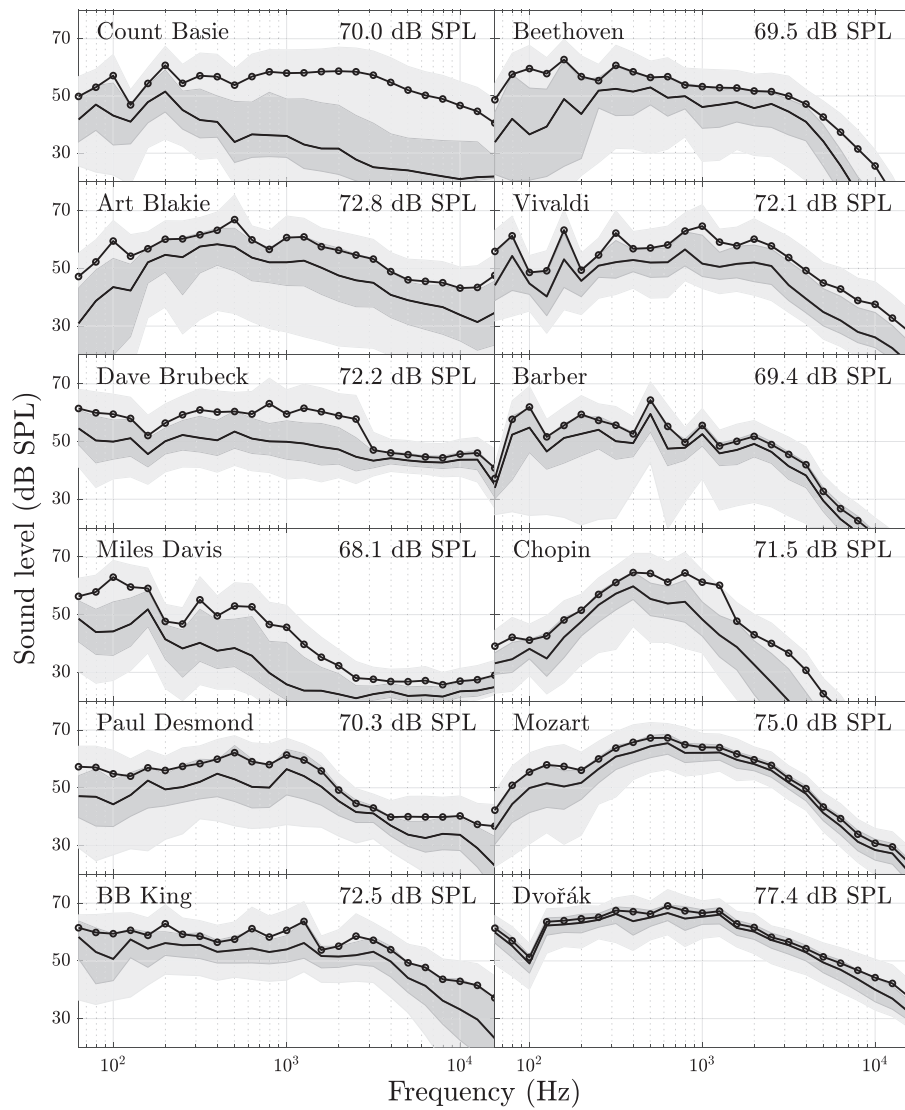 70
50
30
Count Basie 70.0 dB SPL
Beethoven 69.5 dB SPL
70
50
30
Art Blakie 72.8 dB SPL
Vivaldi 72.1 dB SPL
70
50
30
Dave Brubeck 72.2 dB SPL
Barber 69.4 dB SPL
70
50
30
Miles Davis 68.1 dB SPL
Chopin 71.5 dB SPL
70
50
30
Paul Desmond 70.3 dB SPL
Mozart 75.0 dB SPL
70
50
30
BB King 72.5 dB SPL
Dvořák 77.4 dB SPL
Sound level (dB SPL)
10² 10³ 10⁴ 10² 10³ 10⁴
Frequency (Hz)